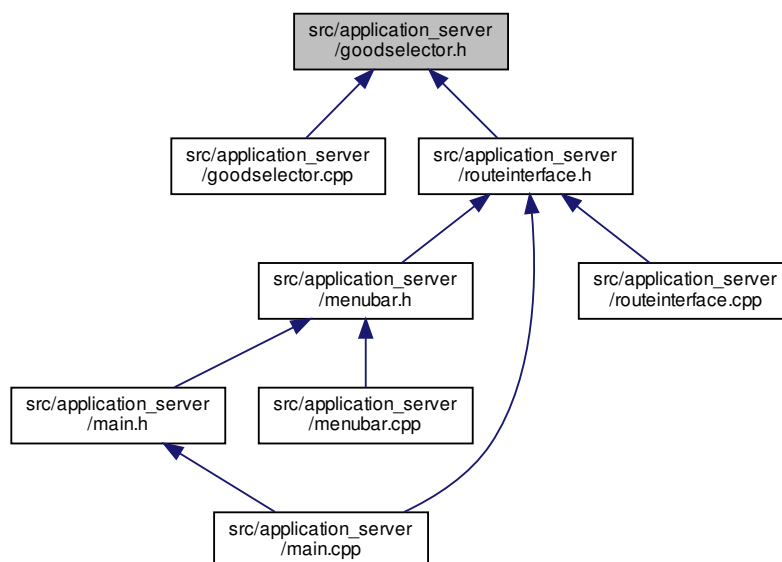 src/application_server
/goodselector.h
src/application_server
/goodselector.cpp
src/application_server
/routeinterface.h
src/application_server
/menubar.h
src/application_server
/routeinterface.cpp
src/application_server
/main.h
src/application_server
/menubar.cpp
src/application_server
/main.cpp